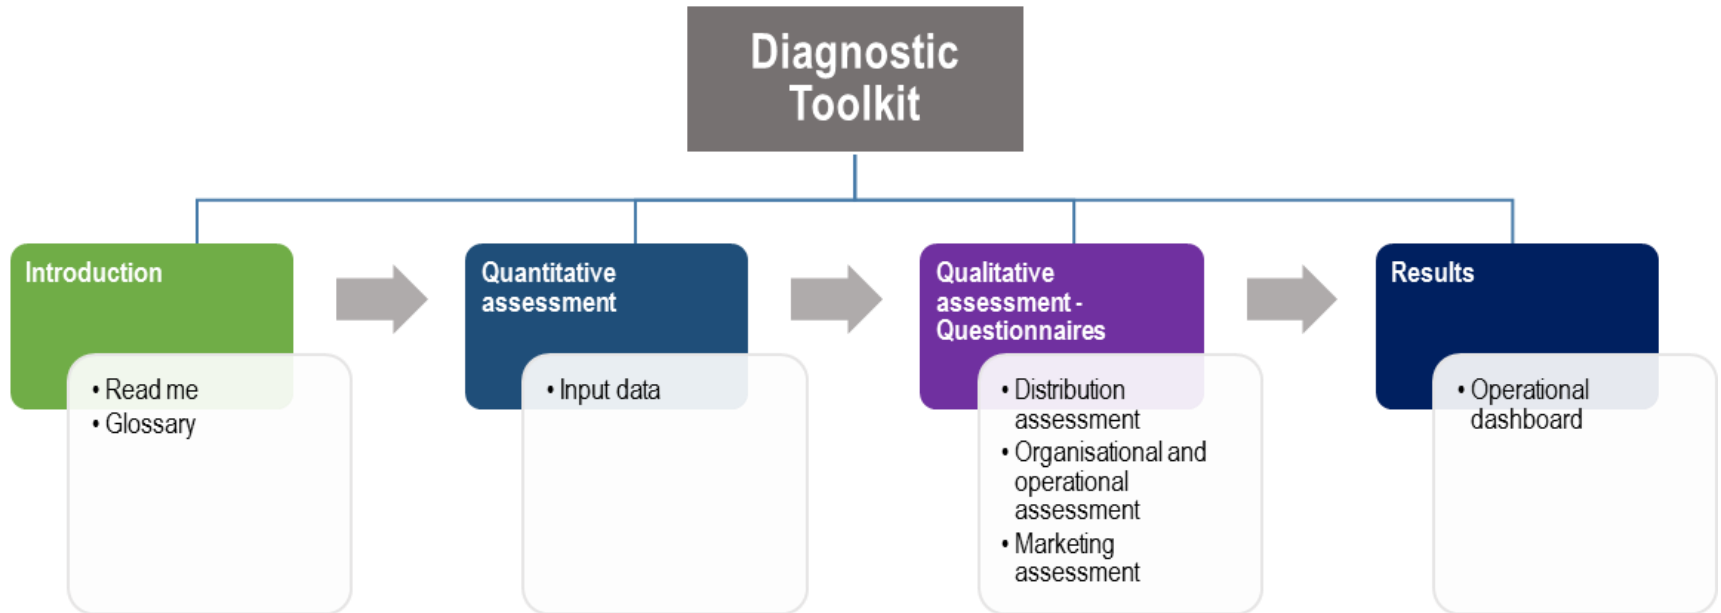 Diagnostic
Toolkit
Introduction
• Read me
• Glossary
Quantitative
assessment
• Input data
Qualitative
assessment -
Questionnaires
• Distribution
assessment
• Organisational and
operational
assessment
• Marketing
assessment
Results
• Operational
dashboard